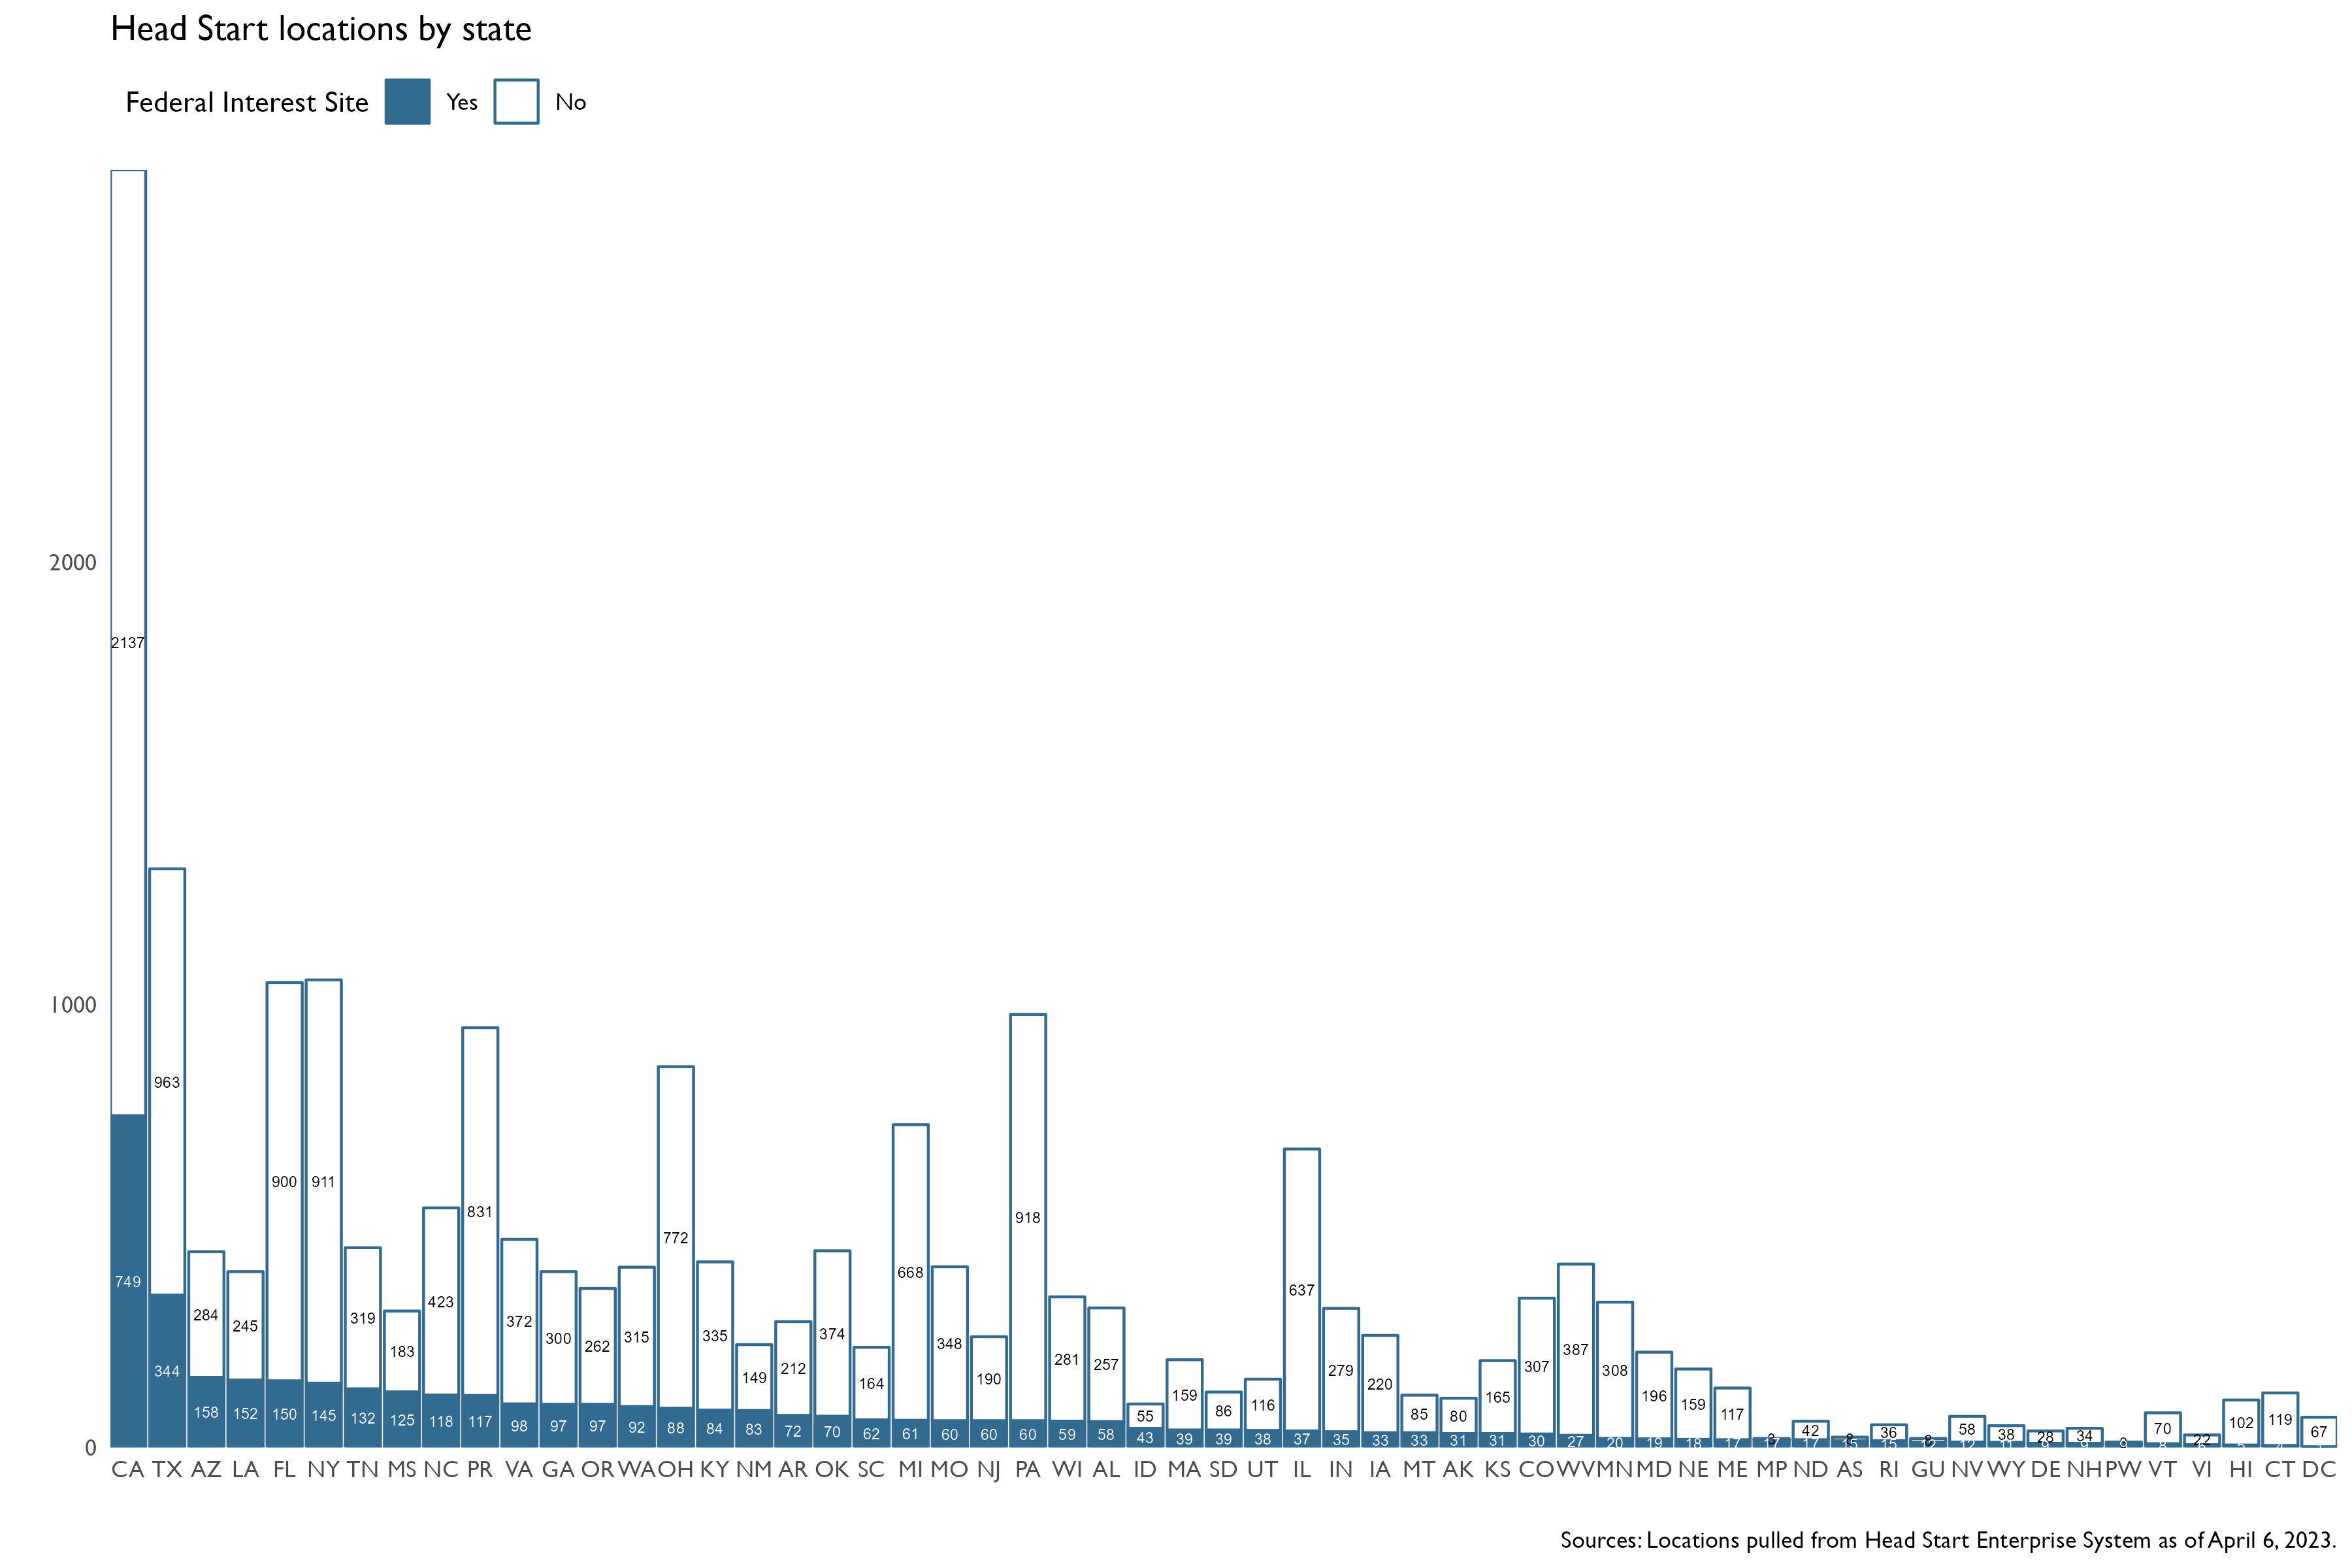 Head Start locations by state
Federal Interest Site Yes No
2137
2000
1000
963
900 911
918
831
772
668
637
749
284 245 319 183 423 372 300 262 315 335 149 212 374 164 348 190 281 257 55 159 86 116 279 220 85 80 165 307 387 308 196 159 117 42 36 58 38 28 34 70 22 102 119 67
344 158 152 150 145 132 125 118 117 98 97 97 92 88 84 83 72 70 62 61 60 60 60 59 58 43 39 39 38 37 35 33 33 31 31 30 27 20 19 18 17
0
CA TX AZ LA FL NY TN MS NC PR VA GA OR WA OH KY NM AR OK SC MI MO NJ PA WI AL ID MA SD UT IL IN IA MT AK KS CO WV MN MD NE ME MP ND AS RI GU NV WY DE NH PW VT VI HI CT DC
Sources: Locations pulled from Head Start Enterprise System as of April 6, 2023.